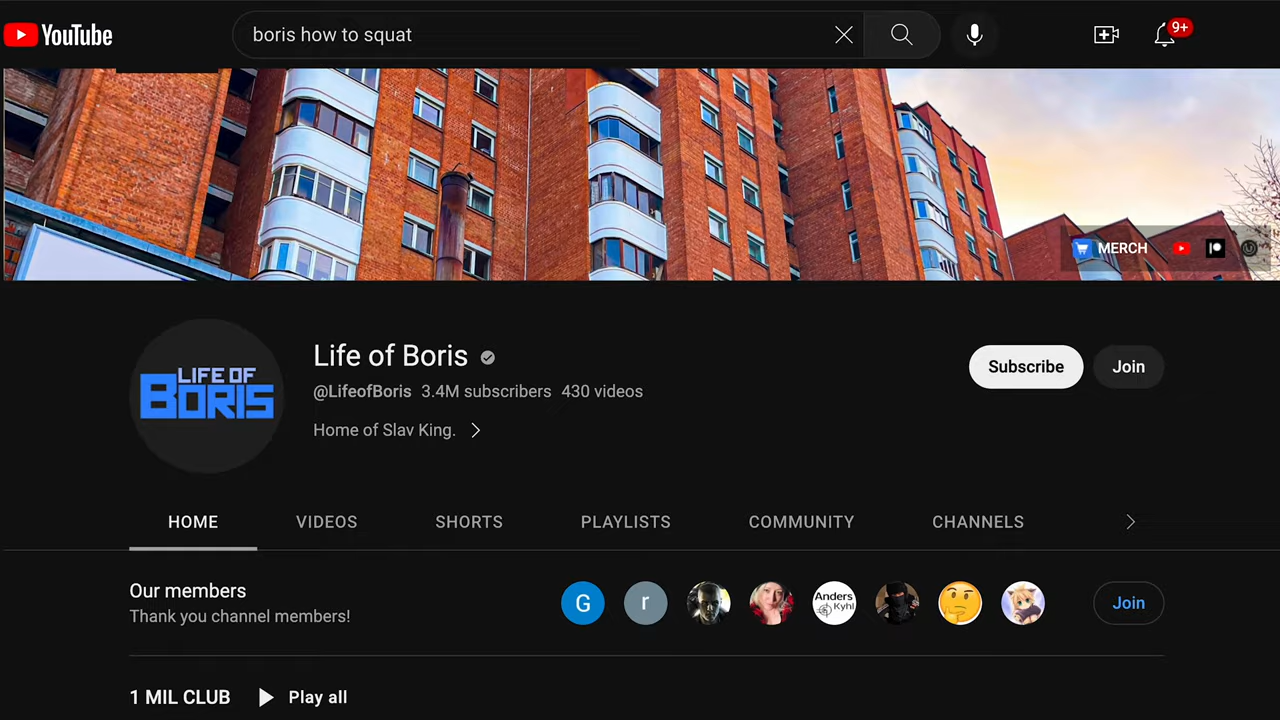 YouTube
boris how to squat
9+
MERCH
LIFE OF
BORIS
Life of Boris
@LifeofBoris 3.4M subscribers 430 videos
Home of Slav King.
Subscribe
Join
HOME VIDEOS SHORTS PLAYLISTS COMMUNITY CHANNELS
Our members
Thank you channel members!
G
r
Anders
Kyhl
Join
1 MIL CLUB Play all